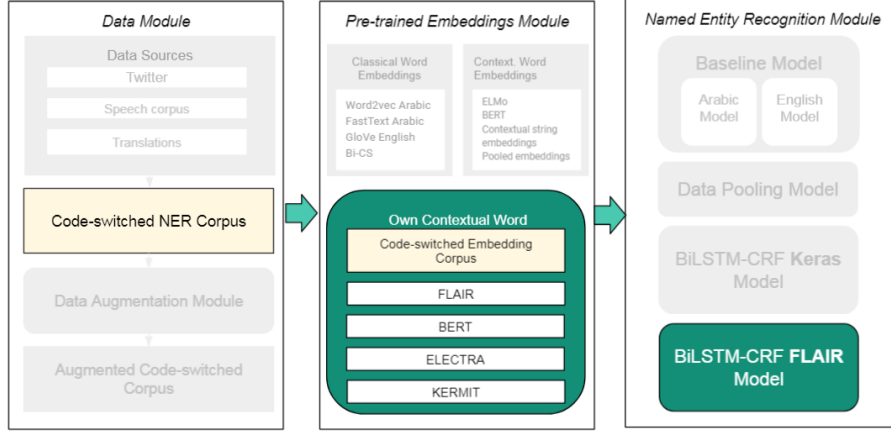 Data Module
Data Sources
Twitter
Speech corpus
Translations
Code-switched NER Corpus
Data Augmentation Module
Augmented Code-switched
Corpus
Pre-trained Embeddings Module
Classical Word
Embeddings
Word2vec Arabic
FastText Arabic
GloVe English
Bi-CS
Context. Word
Embeddings
ELMo
BERT
Contextual string
embeddings
Pooled embeddings
Own Contextual Word
Code-switched Embedding
Corpus
FLAIR
BERT
ELECTRA
KERMIT
Named Entity Recognition Module
Baseline Model
Arabic
Model
English
Model
Data Pooling Model
BiLSTM-CRF Keras
Model
BiLSTM-CRF FLAIR
Model